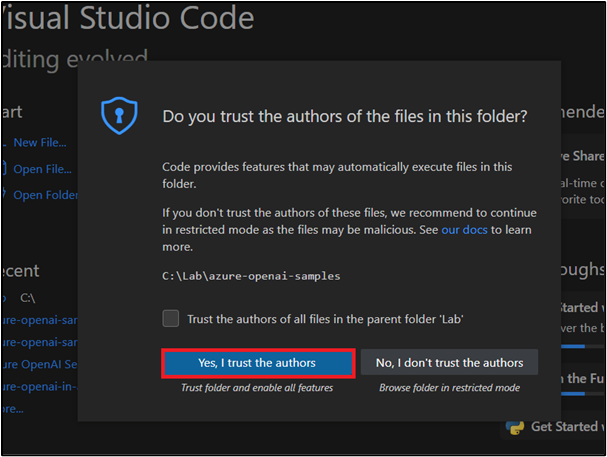 Visual Studio Code
diting evolved
art
New File...
Open File...
Open Folder
ecent
C:\
ure-openai-san
ure-openai-sar
ure OpenAI Se
ure-openai-in-a
ore...
Do you trust the authors of the files in this folder?
Code provides features that may automatically execute files in this
folder.
If you don't trust the authors of these files, we recommend to continue
in restricted mode as the files may be malicious. See our docs to learn
more.
C:\Lab\azure-openai-samples
Trust the authors of all files in the parent folder 'Lab'
Yes, I trust the authors
No, I don't trust the authors
Trust folder and enable all features
Browse folder in restricted mode
mende
ve Share
al-time c
vorite too
oughs
t Started
ver the b
n the Fu
Get Started w